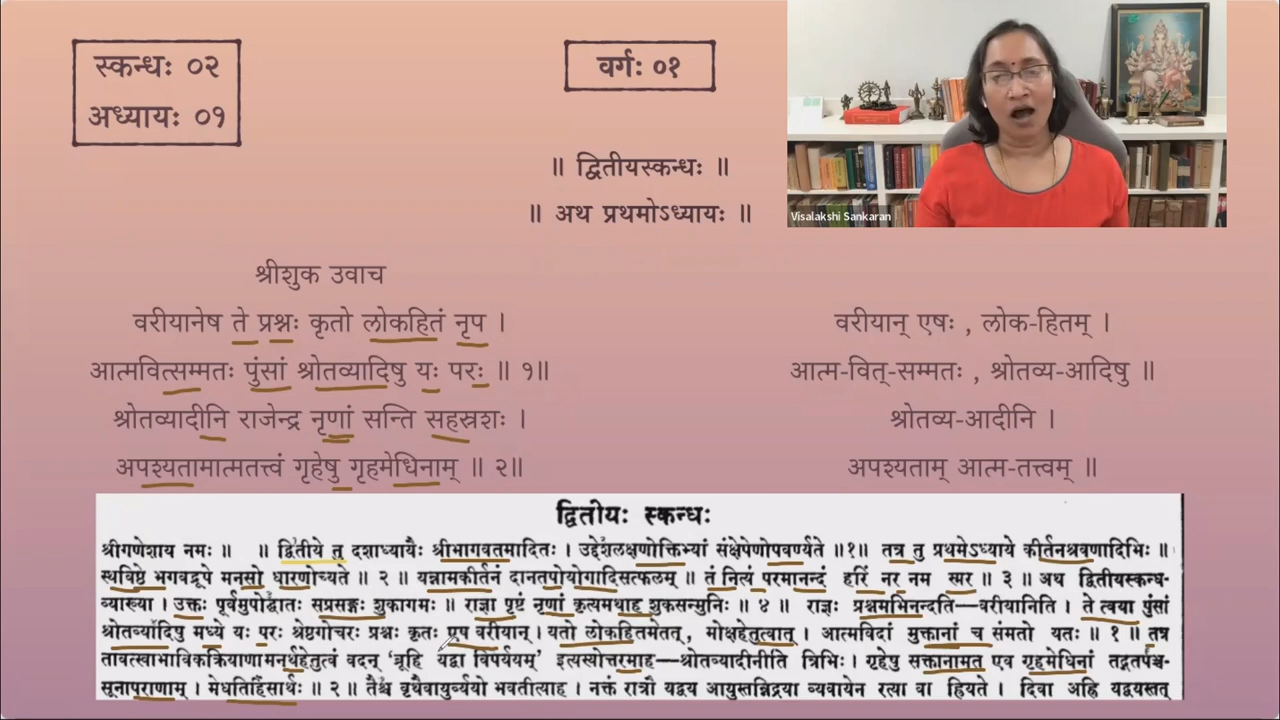 स्कन्धः ०२
अध्यायः ०१
वर्गः ०१
॥ द्वितीयस्कन्धः ॥
॥ अथ प्रथमोऽध्यायः ॥
Visalakshi Sankaran
श्रीशुक उवाच
वरीयानेष ते प्रश्नः कृतो लोकहितं नृप ।
आत्मवित्सम्मतः पुंसां श्रोतव्यादिषु यः परः ॥ १॥
श्रोतव्यादीनि राजेन्द्र नृणां सन्ति सहस्रशः ।
अपश्यतामात्मतत्त्वं गृहेषु गृहमेधिनाम् ॥ २॥
वरीयान् एषः , लोक-हितम् ।
आत्म-वित्-सम्मतः , श्रोतव्य-आदिषु ॥
श्रोतव्य-आदीनि ।
अपश्यताम् आत्म-तत्त्वम् ॥
द्वितीयः स्कन्धः
श्रीगणेशाय नमः ॥ ॥ द्वितीये तु दशाध्यायैः श्रीभागवतमादितः । उद्देशलक्षणोक्तिभ्यां संक्षेपेणोपवर्ण्यते ॥१॥ तत्र तु प्रथमेऽध्याये कीर्तनश्रवणादिभिः ॥
स्थविष्ठे भगवद्रूपे मनसो धारणोच्यते ॥ २ ॥ यन्नामकीर्तनं दानतपोयोगादिसत्फलम् ॥ तं नित्यं परमानन्दं हरिं नर नम स्मर ॥ ३ ॥ अथ द्वितीयस्कन्ध-
व्याख्या । उक्तः पूर्वमुपोद्घातः सप्रसङ्गः शुकागमः ॥ राज्ञा पृष्टं नृणां कृत्यमथाह शुकसन्मुनिः ॥ ४ ॥ राज्ञः प्रश्नमभिनन्दति—वरीयानिति । ते त्वया पुंसां
श्रोतव्यादिषु मध्ये यः परः श्रेष्ठगोचरः प्रश्नः कृतः एष वरीयान् । यतो लोकहितमेतत्, मोक्षहेतुत्वात् । आत्मविदां मुक्तानां च संमतो यतः ॥ १ ॥ तत्र
तावत्स्वाभाविकक्रियाणामनर्थहेतुत्वं वदन् ‘ब्रूहि यद्वा विपर्ययम्’ इत्यस्योत्तरमाह—श्रोतव्यादीनीति त्रिभिः । गृहेषु सक्तानामत एव गृहमेधिनां तद्गतपञ्च-
सूनापराणाम् । मेधतिर्हिंसार्थः ॥ २ ॥ तैश्च वृथैवायुर्व्ययो भवतीत्याह । नक्तं रात्रौ यद्वय आयुस्तन्निद्रया व्यवायेन रत्या वा ह्रियते । दिवा अह्नि यद्वयस्तत्